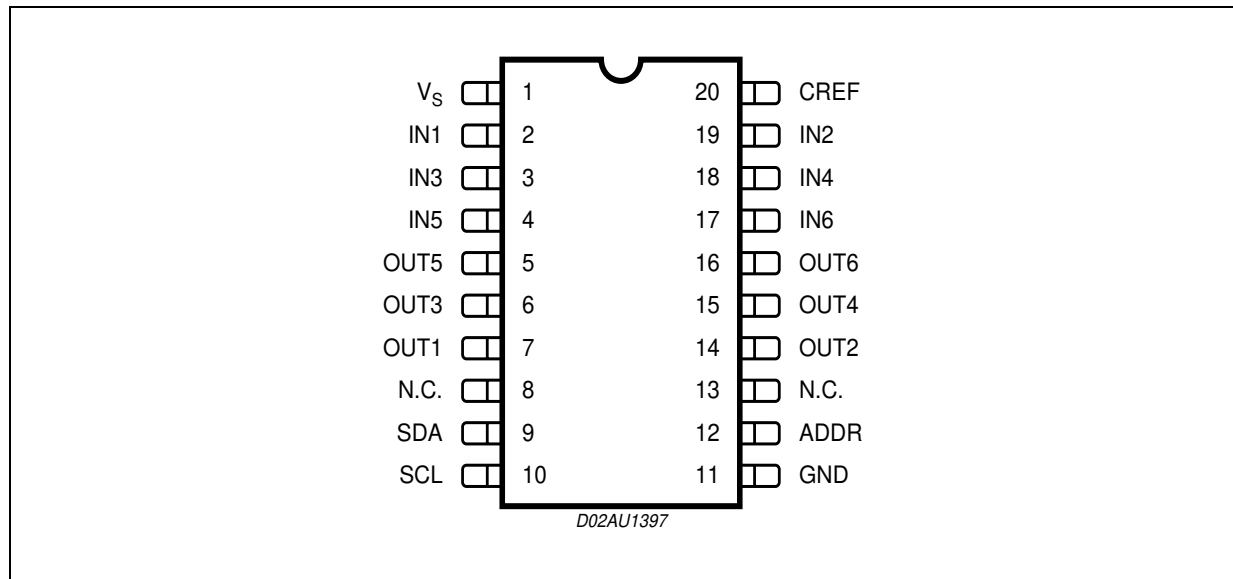 VS 1 20 CREF
IN1 2 19 IN2
IN3 3 18 IN4
IN5 4 17 IN6
OUT5 5 16 OUT6
OUT3 6 15 OUT4
OUT1 7 14 OUT2
N.C. 8 13 N.C.
SDA 9 12 ADDR
SCL 10 11 GND
D02AU1397